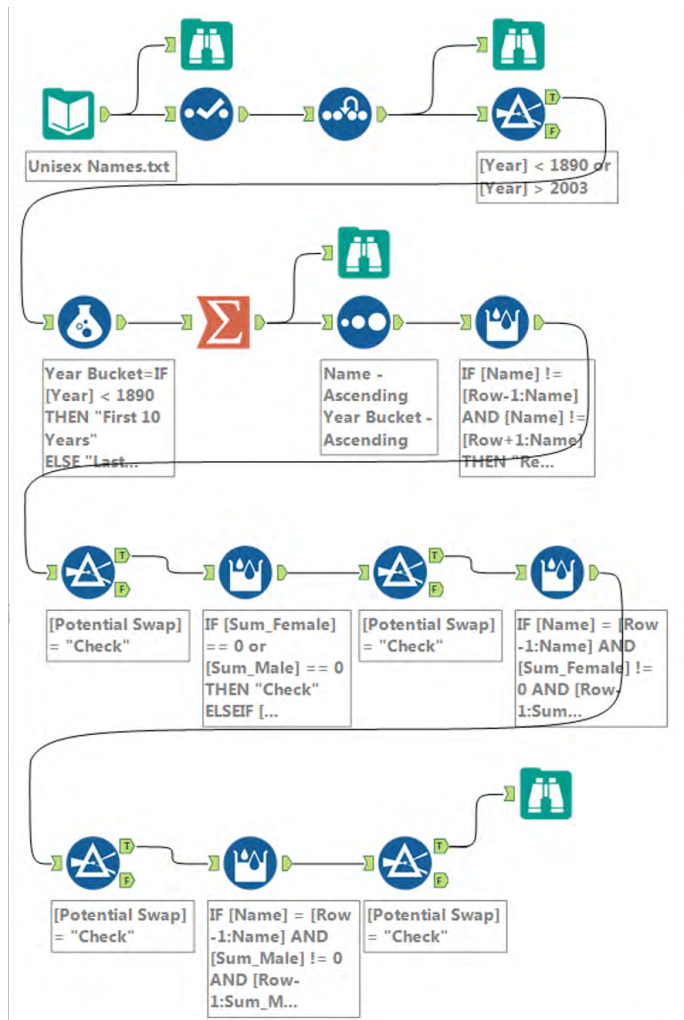 T
F
Unisex Names.txt
[Year] < 1890 or
[Year] > 2003
Year Bucket=IF
[Year] < 1890
THEN "First 10
Years"
ELSE "Last...
Name -
Ascending
Year Bucket -
Ascending
IF [Name] !=
[Row-1:Name]
AND [Name] !=
[Row+1:Name]
THEN "Re...
T
F
T
F
[Potential Swap]
= "Check"
IF [Sum_Female]
== 0 or
[Sum_Male] == 0
THEN "Check"
ELSEIF [...
[Potential Swap]
= "Check"
IF [Name] = [Row
-1:Name] AND
[Sum_Female] !=
0 AND [Row-
1:Sum...
T
F
T
F
[Potential Swap]
= "Check"
IF [Name] = [Row
-1:Name] AND
[Sum_Male] != 0
AND [Row-
1:Sum_M...
[Potential Swap]
= "Check"